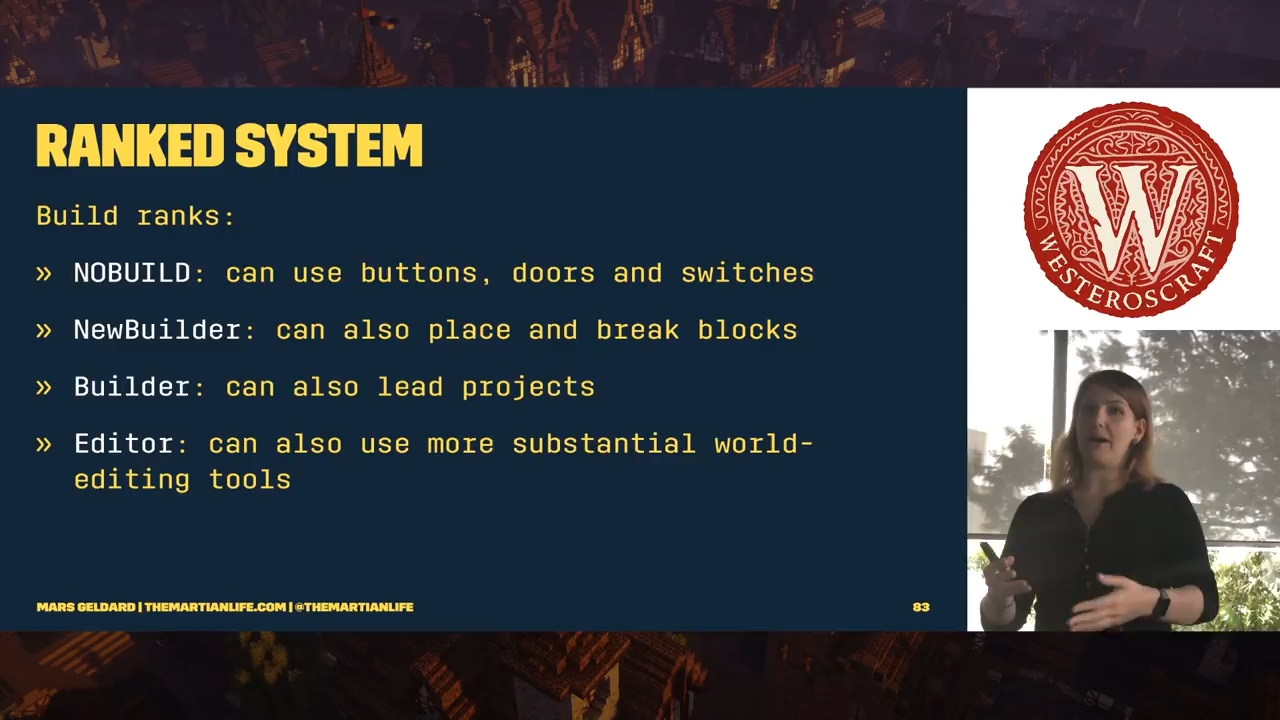 RANKED SYSTEM
Build ranks:
» NOBUILD: can use buttons, doors and switches
» NewBuilder: can also place and break blocks
» Builder: can also lead projects
» Editor: can also use more substantial world-
editing tools
MARS GELDARD | THEMARTIANLIFE.COM | @THEMARTIANLIFE
83
W
WESTEROSCRAFT